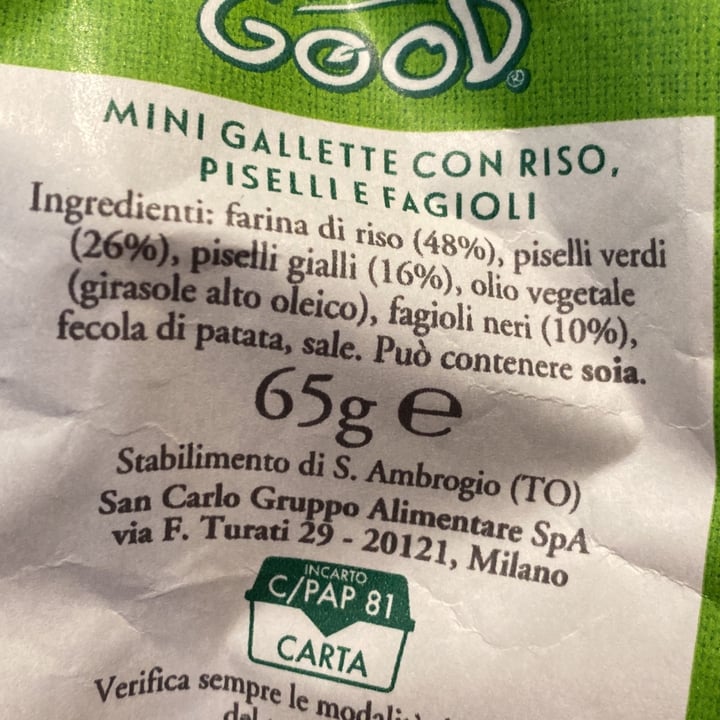 GOOD
MINI GALLETTE CON RISO,
PISELLI E FAGIOLI
Ingredienti: farina di riso (48%), piselli verdi
(26%), piselli gialli (16%), olio vegetale
(girasole alto oleico), fagioli neri (10%),
fecola di patata, sale. Può contenere soia.
65g e
Stabilimento di S. Ambrogio (TO)
San Carlo Gruppo Alimentare SpA
via F. Turati 29 - 20121, Milano
INCARTO
C/PAP 81
CARTA
Verifica sempre le